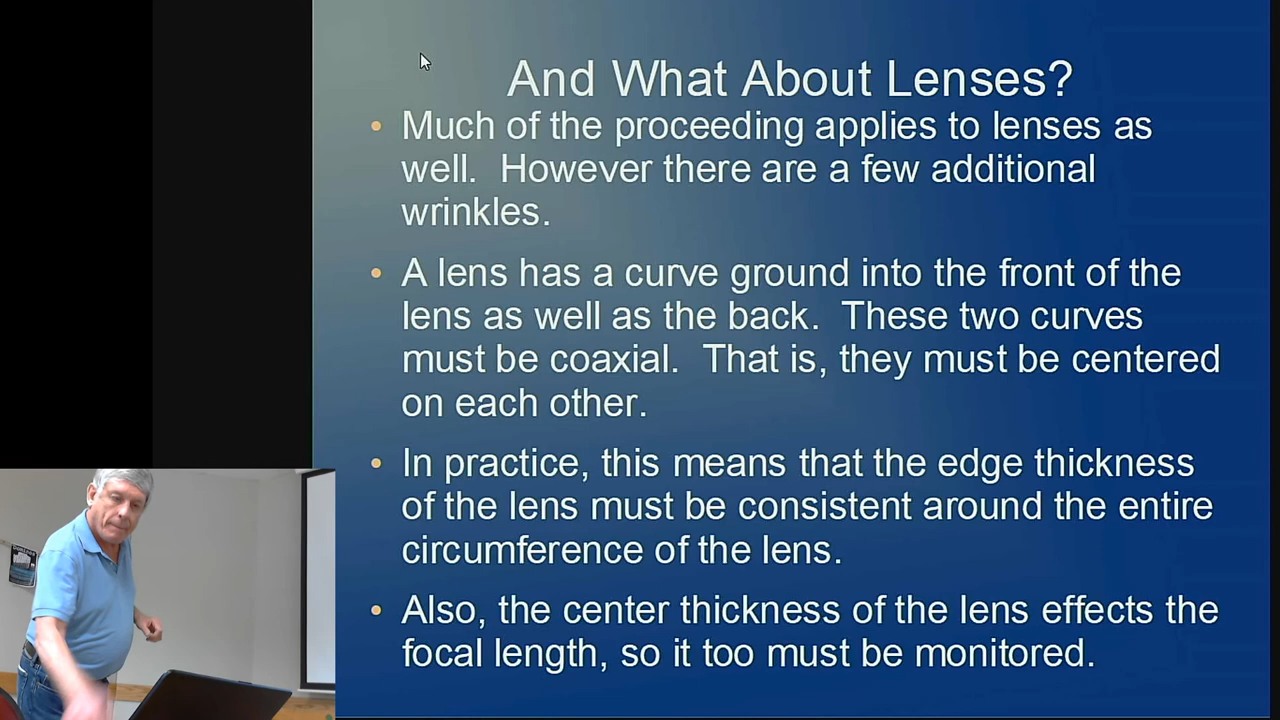 And What About Lenses?
• Much of the proceeding applies to lenses as
well.  However there are a few additional
wrinkles.
• A lens has a curve ground into the front of the
lens as well as the back.  These two curves
must be coaxial.  That is, they must be centered
on each other.
• In practice, this means that the edge thickness
of the lens must be consistent around the entire
circumference of the lens.
• Also, the center thickness of the lens effects the
focal length, so it too must be monitored.